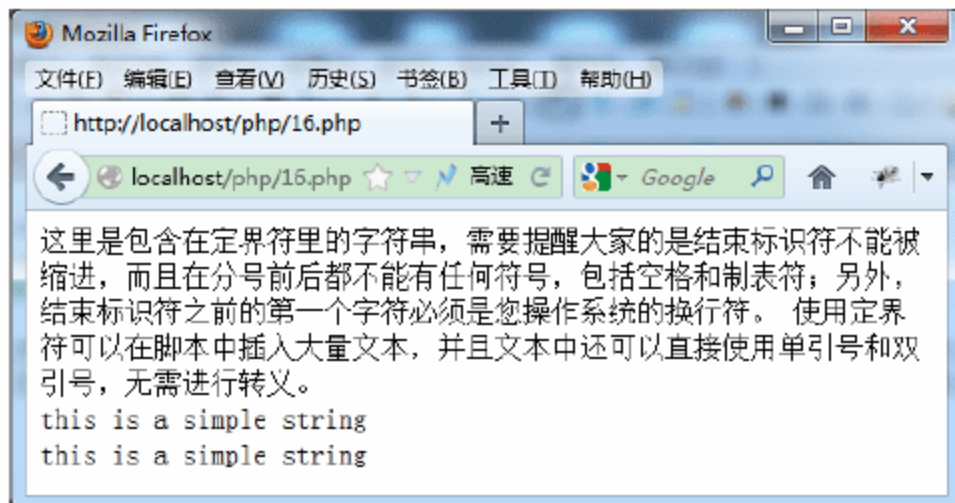 Mozilla Firefox
文件(F) 编辑(E) 查看(V) 历史(S) 书签(B) 工具(T) 帮助(H)
http://localhost/php/16.php
localhost/php/16.php 高速 Google
这里是包含在定界符里的字符串，需要提醒大家的是结束标识符不能被
缩进，而且在分号前后都不能有任何符号，包括空格和制表符；另外，
结束标识符之前的第一个字符必须是您操作系统的换行符。 使用定界
符可以在脚本中插入大量文本，并且文本中还可以直接使用单引号和双
引号，无需进行转义。
this is a simple string
this is a simple string